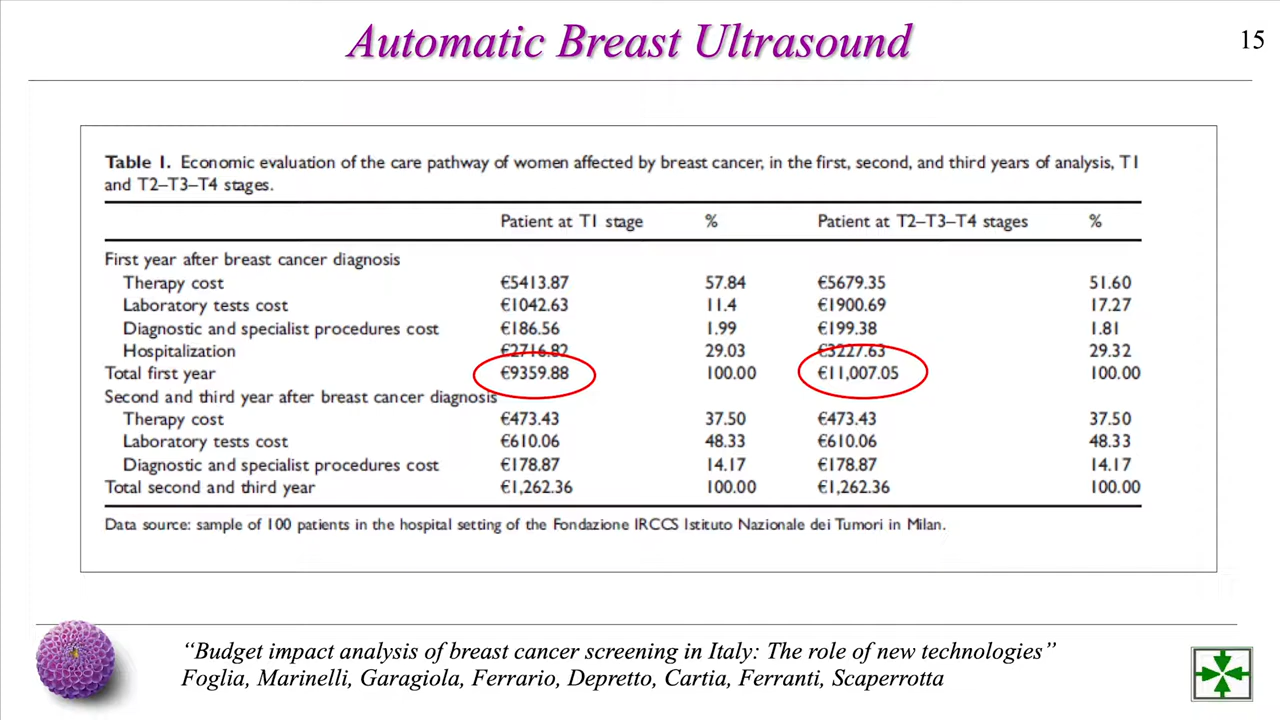 Automatic Breast Ultrasound
15
Table 1. Economic evaluation of the care pathway of women affected by breast cancer, in the first, second, and third years of analysis, T1
and T2–T3–T4 stages.
Patient at T1 stage % Patient at T2–T3–T4 stages %
First year after breast cancer diagnosis
Therapy cost €5413.87 57.84 €5679.35 51.60
Laboratory tests cost €1042.63 11.4 €1900.69 17.27
Diagnostic and specialist procedures cost €186.56 1.99 €199.38 1.81
Hospitalization €2716.82 29.03 €3227.63 29.32
Total first year €9359.88 100.00 €11,007.05 100.00
Second and third year after breast cancer diagnosis
Therapy cost €473.43 37.50 €473.43 37.50
Laboratory tests cost €610.06 48.33 €610.06 48.33
Diagnostic and specialist procedures cost €178.87 14.17 €178.87 14.17
Total second and third year €1,262.36 100.00 €1,262.36 100.00
Data source: sample of 100 patients in the hospital setting of the Fondazione IRCCS Istituto Nazionale dei Tumori in Milan.
“Budget impact analysis of breast cancer screening in Italy: The role of new technologies”
Foglia, Marinelli, Garagiola, Ferrario, Depretto, Cartia, Ferranti, Scaperrotta